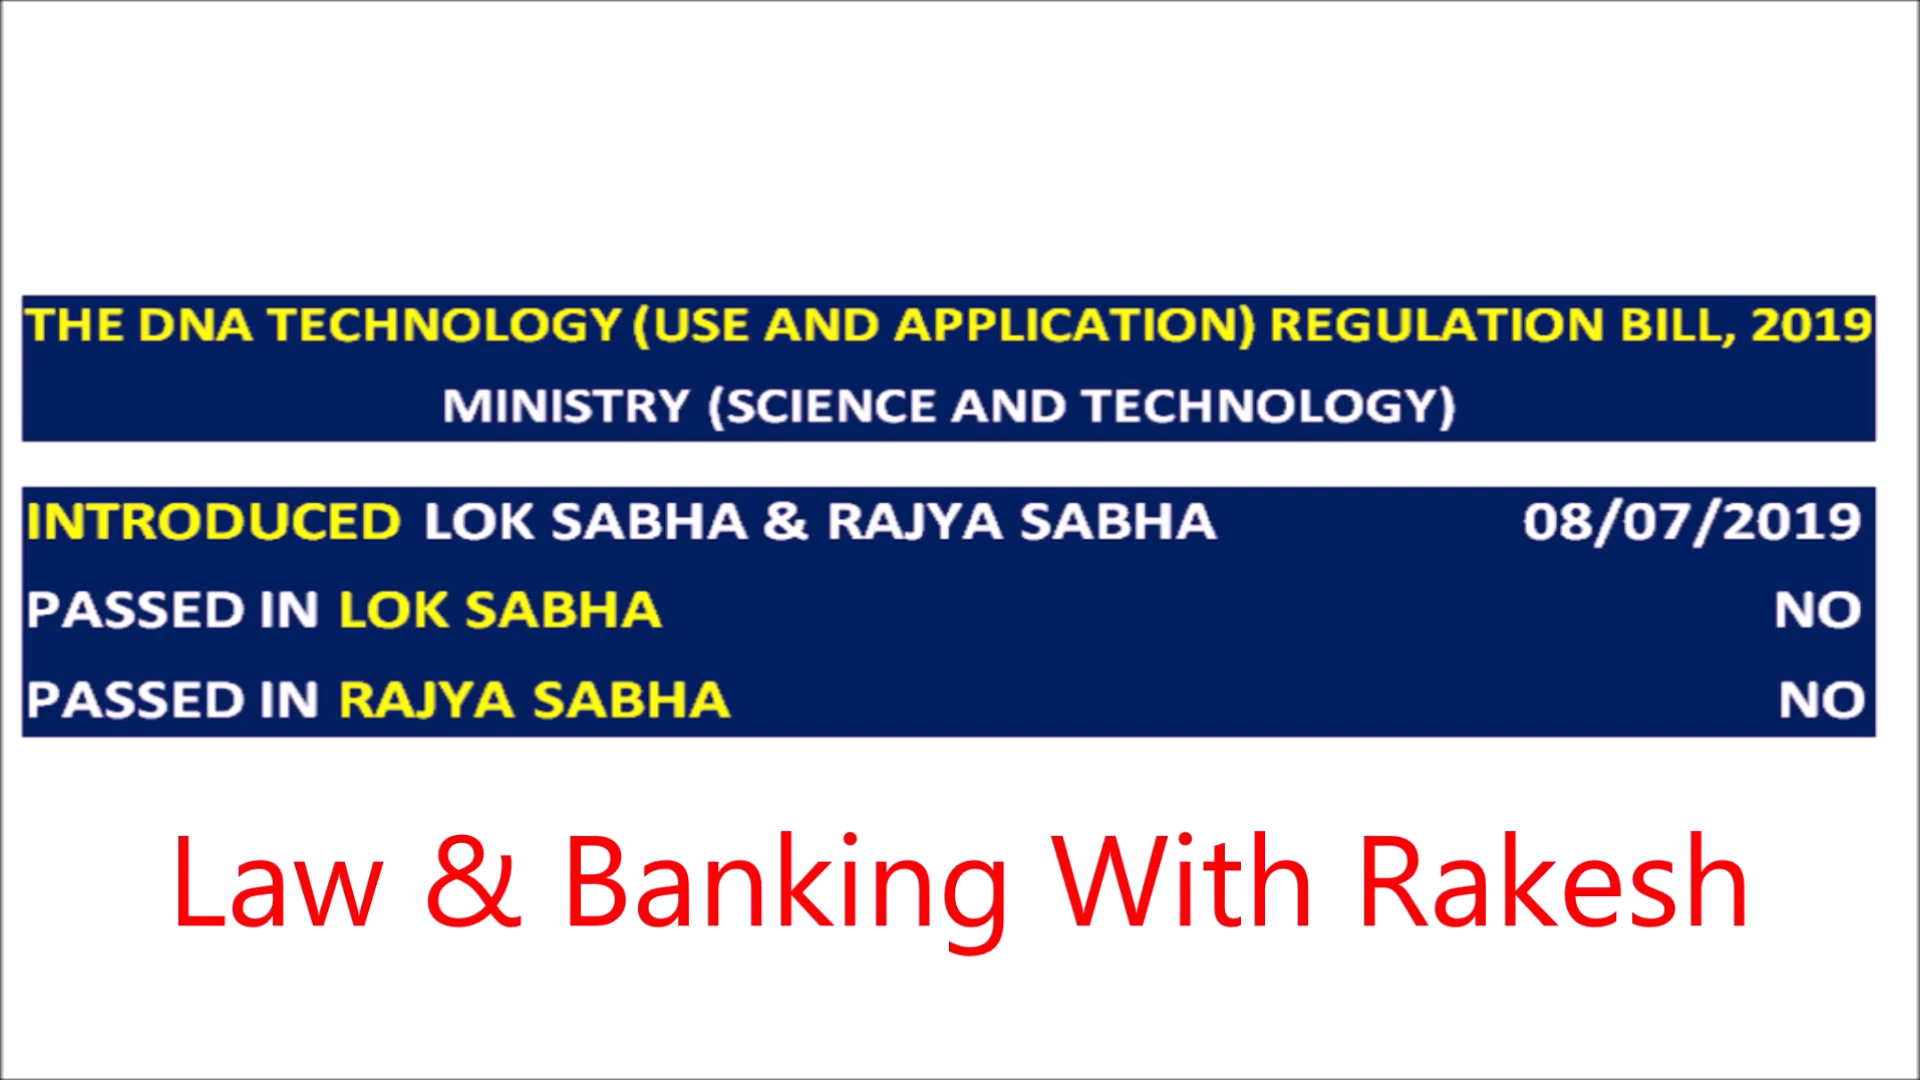 THE DNA TECHNOLOGY (USE AND APPLICATION) REGULATION BILL, 2019
MINISTRY (SCIENCE AND TECHNOLOGY)
INTRODUCED LOK SABHA & RAJYA SABHA 08/07/2019
PASSED IN LOK SABHA NO
PASSED IN RAJYA SABHA NO
Law & Banking With Rakesh